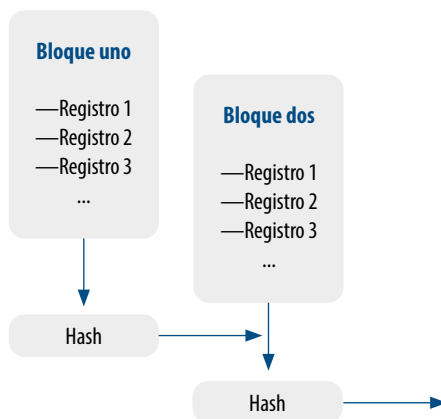 Bloque uno
—Registro 1
—Registro 2
—Registro 3
...
Bloque dos
—Registro 1
—Registro 2
—Registro 3
...
Hash
Hash